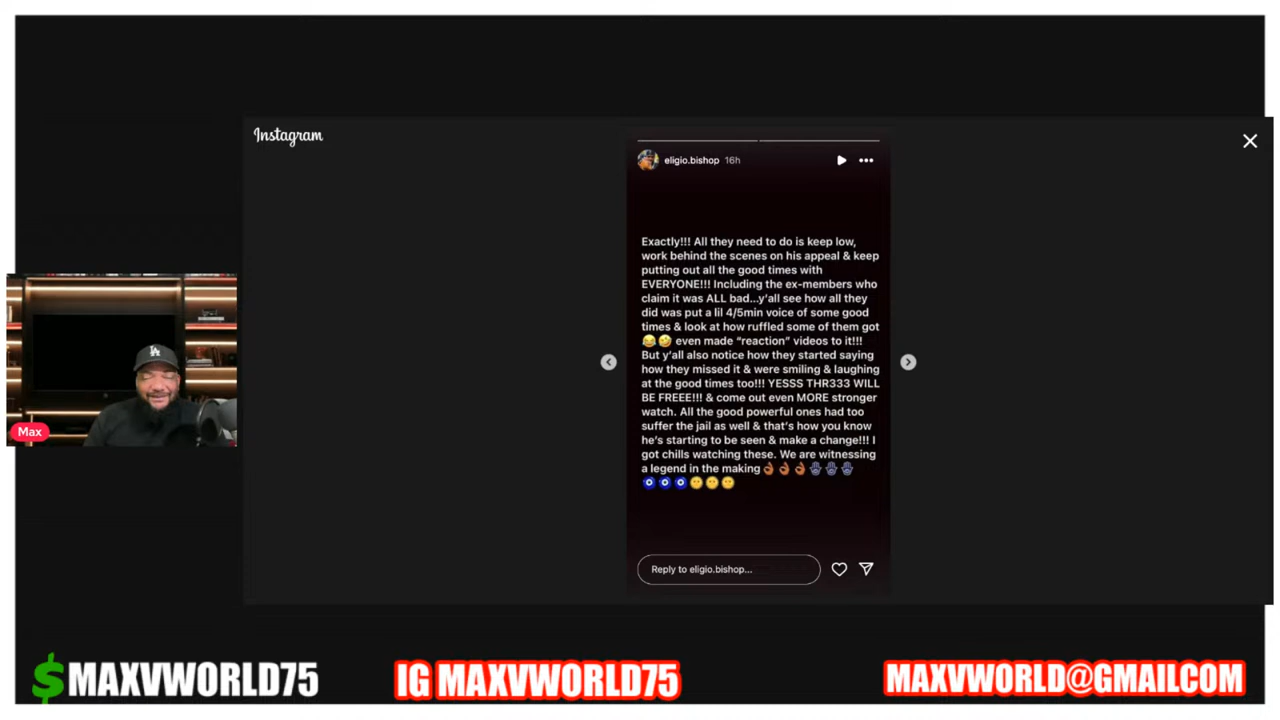 Instagram
eligio.bishop 16h
Exactly!!! All they need to do is keep low,
work behind the scenes on his appeal & keep
putting out all the good times with
EVERYONE!!! Including the ex-members who
claim it was ALL bad...y'all see how all they
did was put a lil 4/5min voice of some good
times & look at how ruffled some of them got
😂🤣 even made “reaction” videos to it!!!
But y'all also notice how they started saying
how they missed it & were smiling & laughing
at the good times too!!! YESSS THR333 WILL
BE FREEE!!! & come out even MORE stronger
watch. All the good powerful ones had too
suffer the jail as well & that's how you know
he's starting to be seen & make a change!!! I
got chills watching these. We are witnessing
a legend in the making👌🏾👌🏾👌🏾🪬🪬🪬
🧿🧿🧿😶😶😶
Reply to eligio.bishop...
LA
Max
$MAXVWORLD75
IG MAXVWORLD75
MAXVWORLD@GMAILCOM